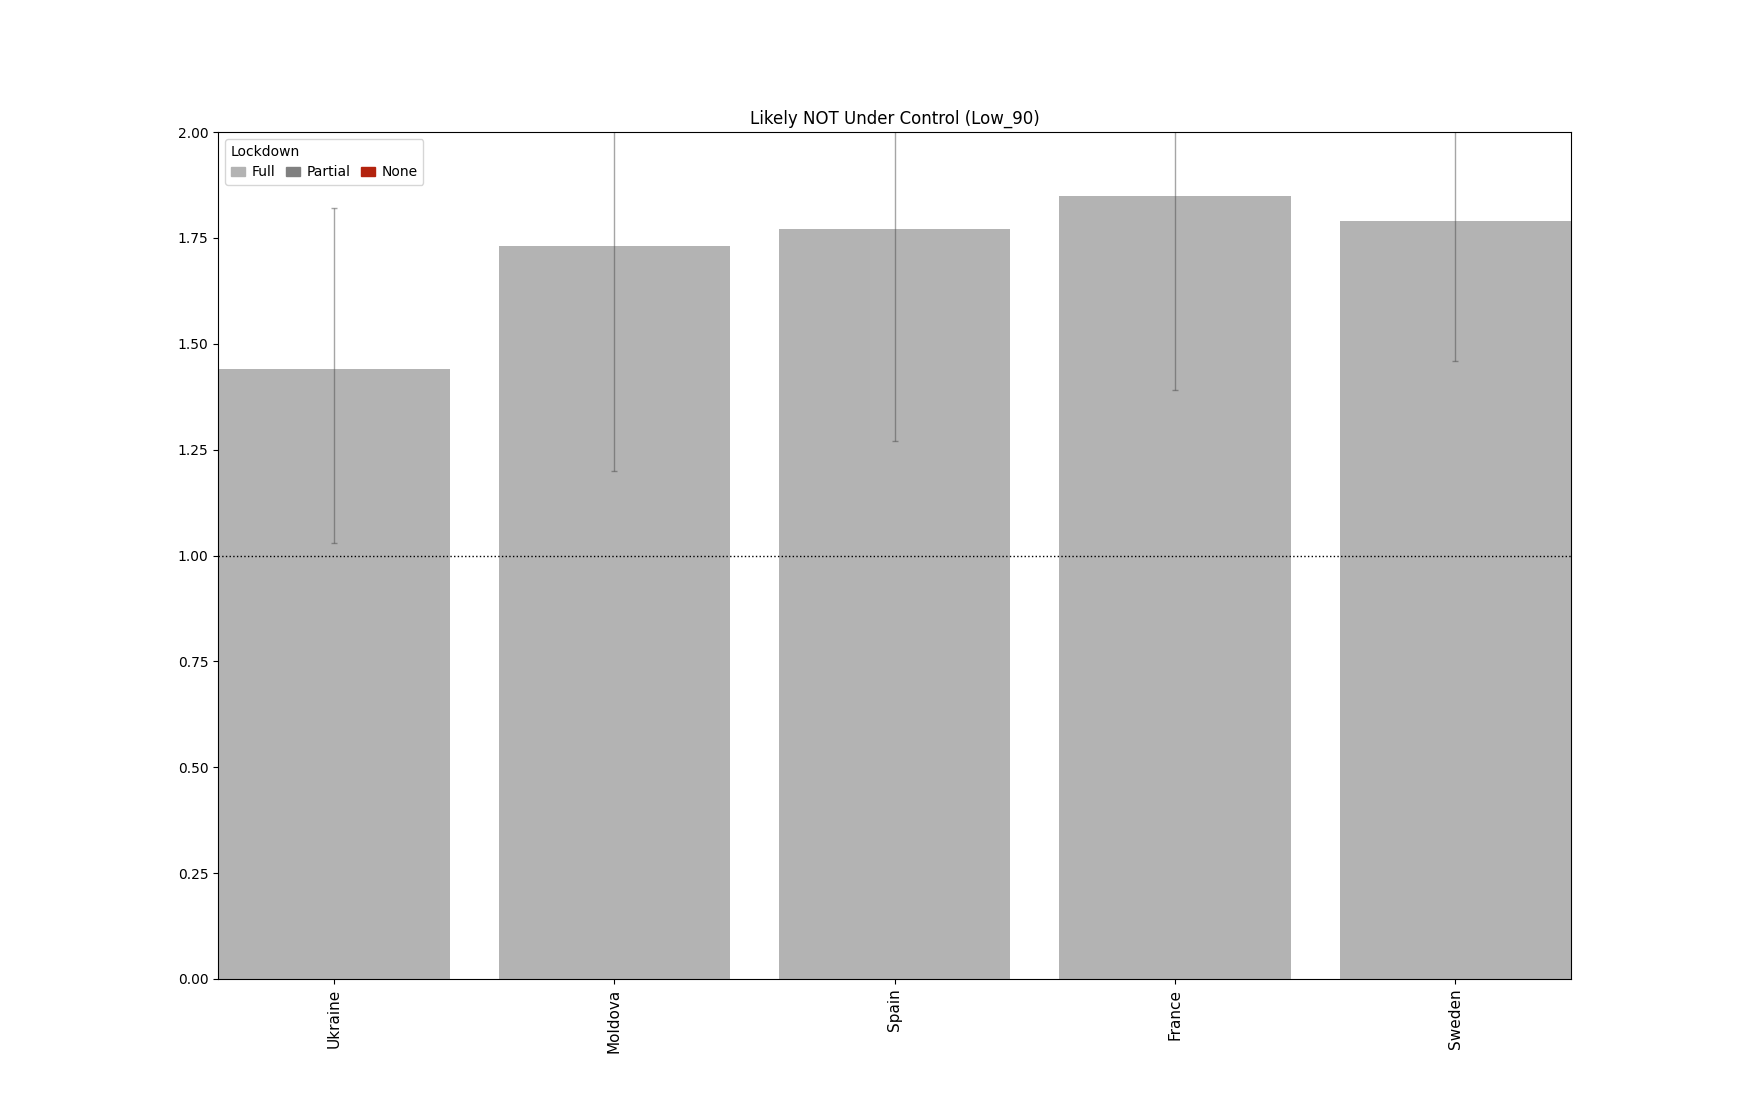 Likely NOT Under Control (Low_90)
Lockdown
Full Partial None
2.00
1.75
1.50
1.25
1.00
0.75
0.50
0.25
0.00
Ukraine
Moldova
Spain
France
Sweden